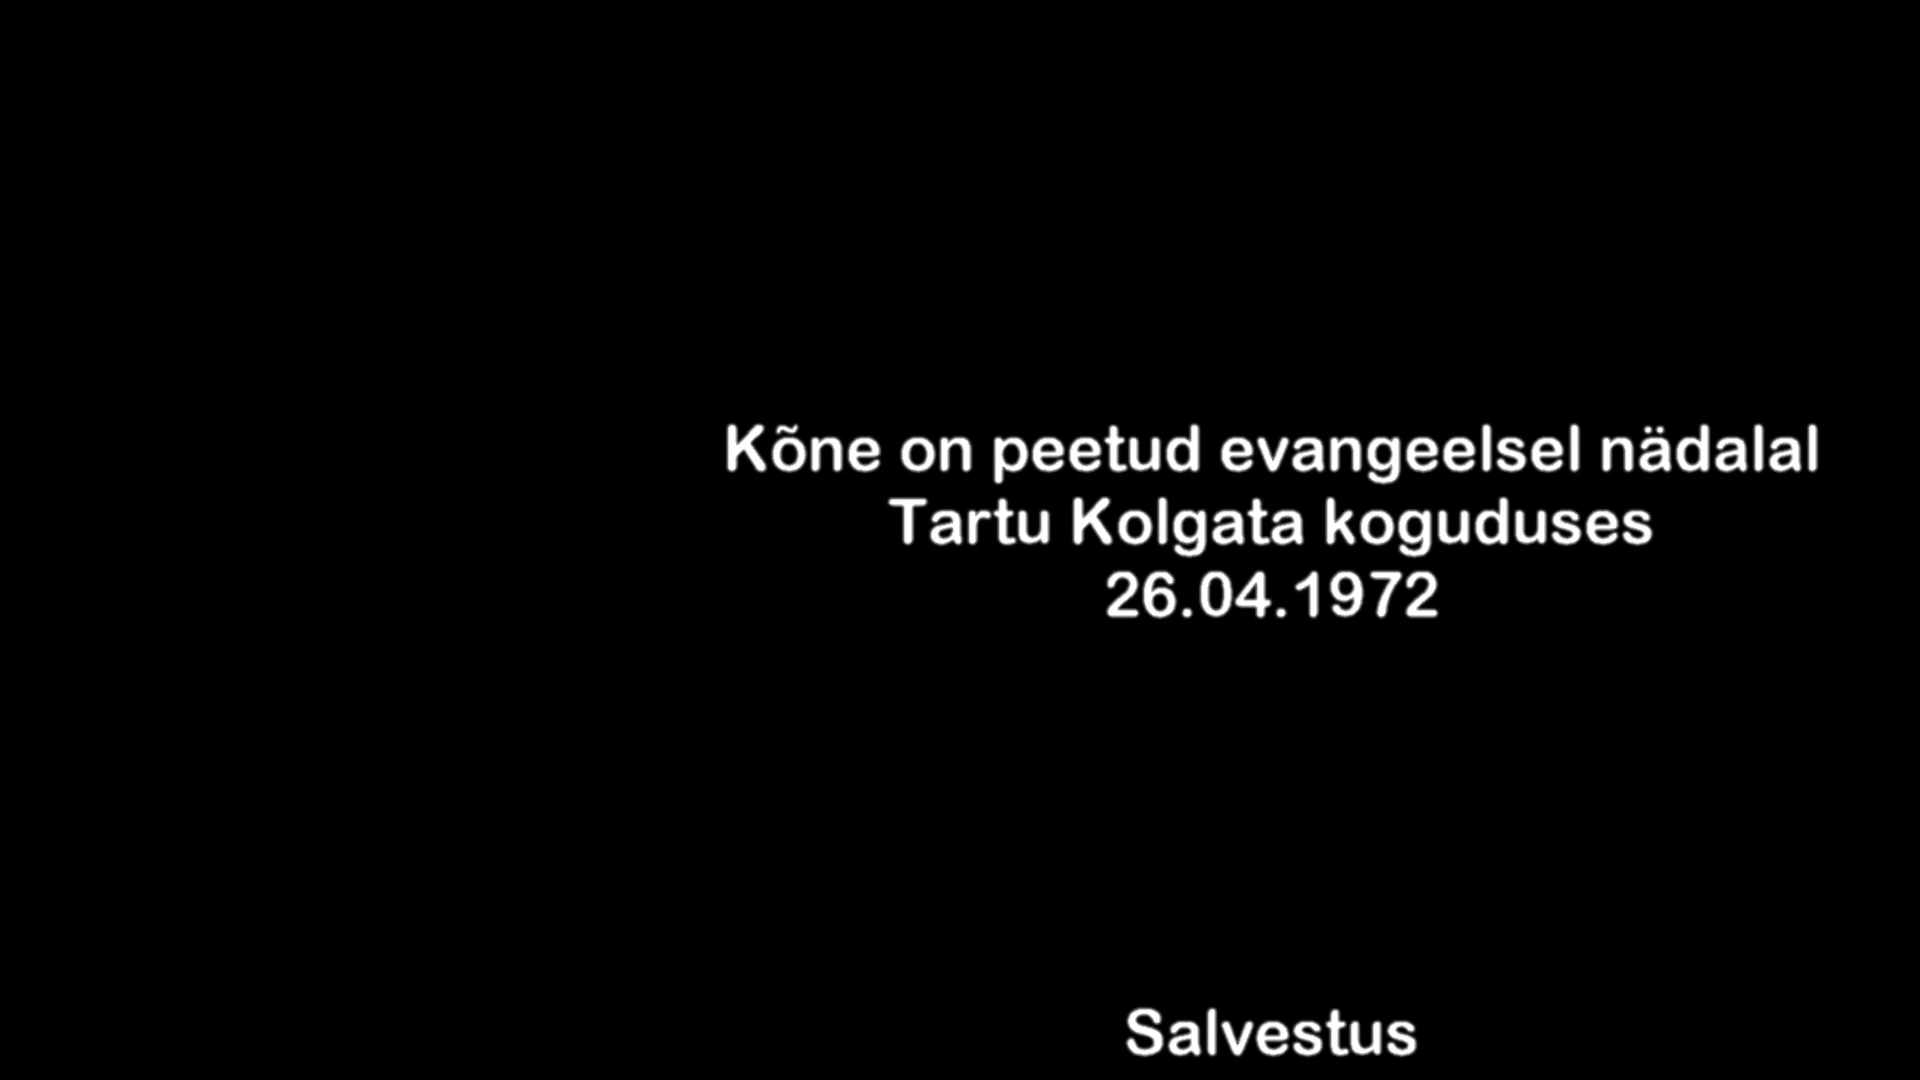 Kõne on peetud evangeelsel nädalal
Tartu Kolgata koguduses
26.04.1972
Salvestus